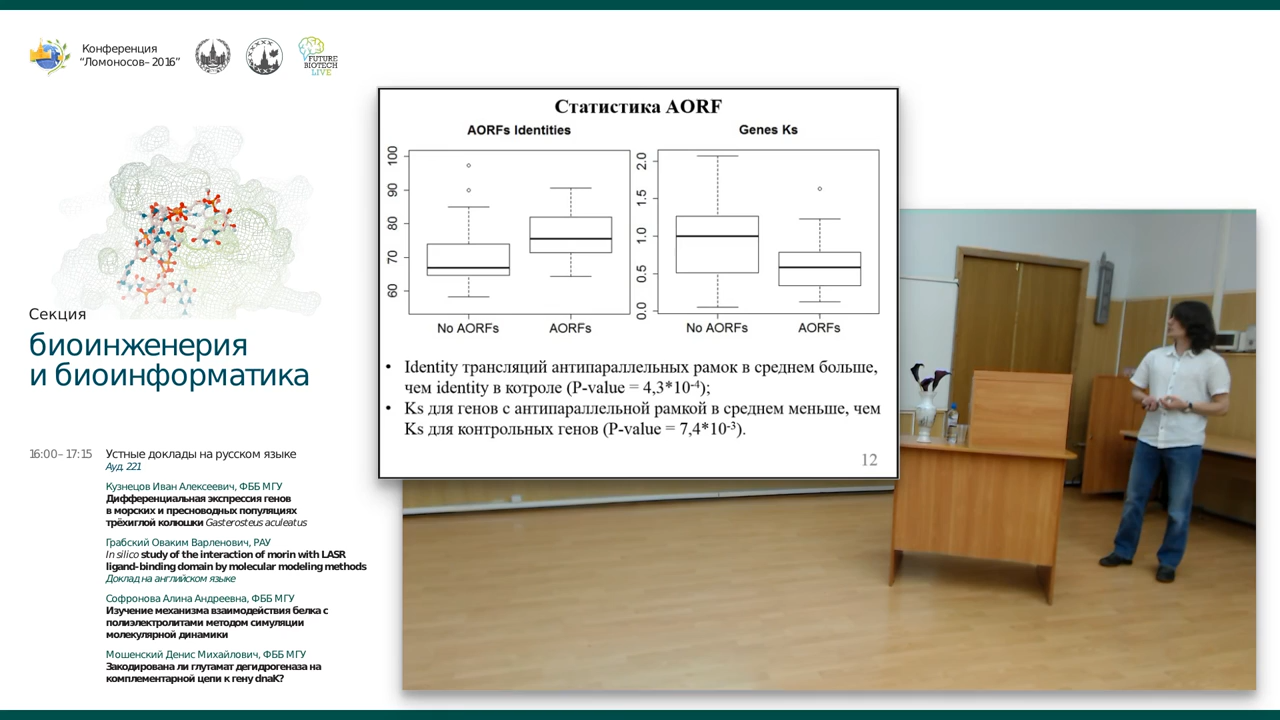 Конференция
“Ломоносов–2016”
FUTURE
BIOTECH
LIVE
Секция
биоинженерия
и биоинформатика
16:00–17:15 Устные доклады на русском языке
Ауд. 221
Кузнецов Иван Алексеевич, ФББ МГУ
Дифференциальная экспрессия генов
в морских и пресноводных популяциях
трёхиглой колюшки Gasterosteus aculeatus
Грабский Оваким Варленович, РАУ
In silico study of the interaction of morin with LASR
ligand-binding domain by molecular modeling methods
Доклад на английском языке
Софронова Алина Андреевна, ФББ МГУ
Изучение механизма взаимодействия белка с
полиэлектролитами методом симуляции
молекулярной динамики
Мошенский Денис Михайлович, ФББ МГУ
Закодирована ли глутамат дегидрогеназа на
комплементарной цепи к гену dnaK?
Статистика AORF
AORFs Identities
100
90
80
70
60
No AORFs
AORFs
Genes Ks
2.0
1.5
1.0
0.5
0.0
No AORFs
AORFs
• Identity трансляций антипараллельных рамок в среднем больше,
чем identity в котроле (P-value = 4,3*10⁻⁴);
• Ks для генов с антипараллельной рамкой в среднем меньше, чем
Ks для контрольных генов (P-value = 7,4*10⁻³).
12